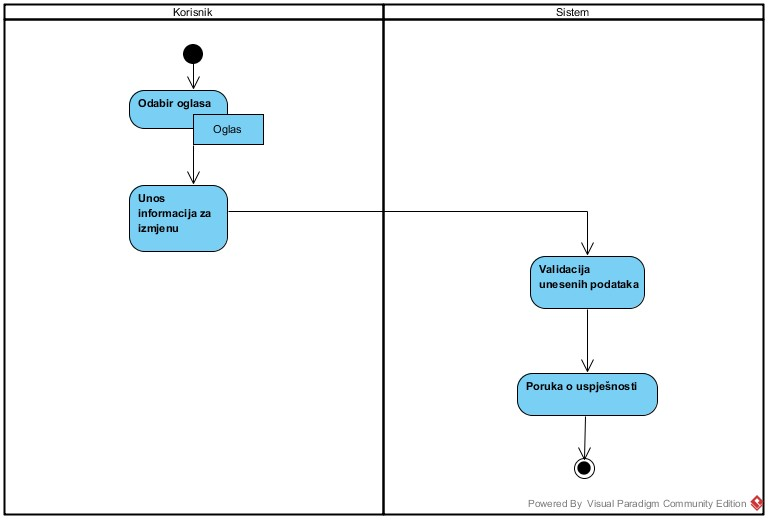 Korisnik
Sistem
Odabir oglasa
Oglas
Unos
informacija za
izmjenu
Validacija
unesenih podataka
Poruka o uspješnosti
Powered By Visual Paradigm Community Edition